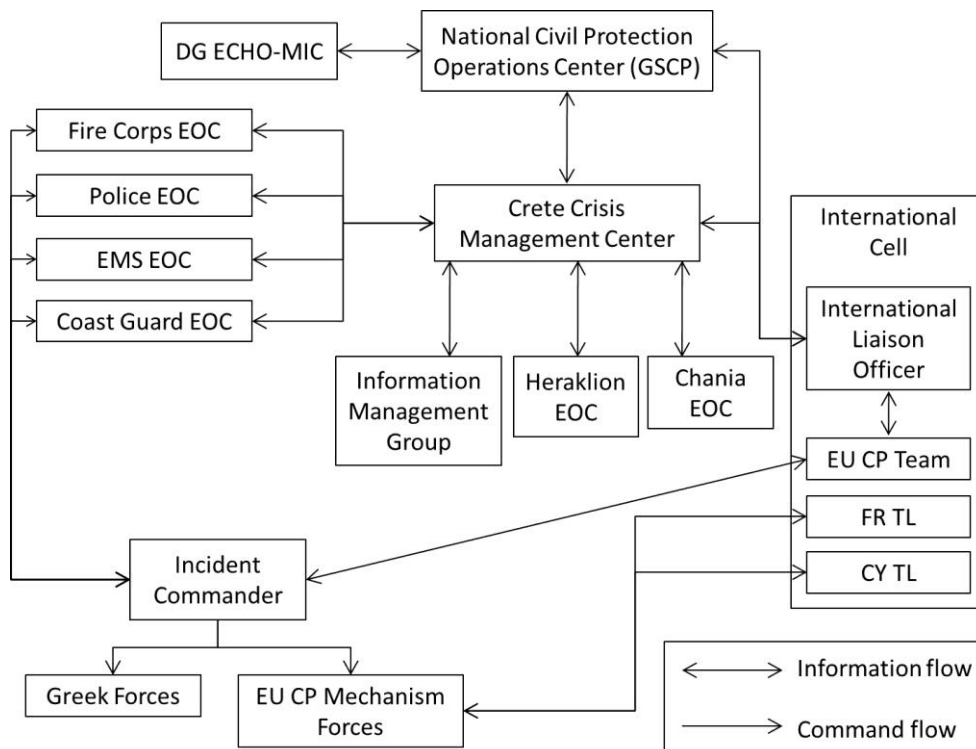 DG ECHO-MIC
National Civil Protection
Operations Center (GSCP)
Fire Corps EOC
Police EOC
EMS EOC
Coast Guard EOC
Crete Crisis
Management Center
International
Cell
International
Liaison
Officer
Information
Management
Group
Heraklion
EOC
Chania
EOC
EU CP Team
FR TL
CY TL
Incident
Commander
Greek Forces
EU CP Mechanism
Forces
Information flow
Command flow